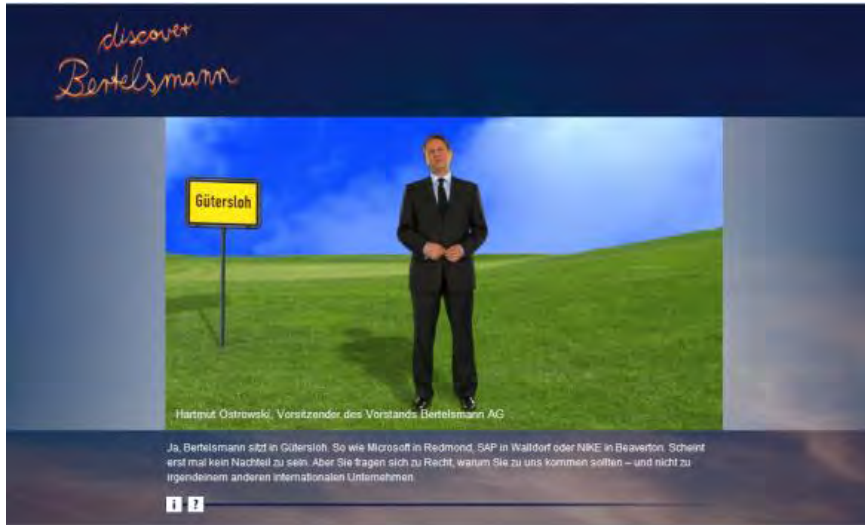 discover
Bertelsmann
Gütersloh
Hartmut Ostrowski, Vorsitzender des Vorstands Bertelsmann AG
Ja, Bertelsmann sitzt in Gütersloh. So wie Microsoft in Redmond, SAP in Walldorf oder NIKE in Beaverton. Scheint
erst mal kein Nachteil zu sein. Aber Sie fragen sich zu Recht, warum Sie zu uns kommen sollten – und nicht zu
irgendeinem anderen internationalen Unternehmen.
i ?